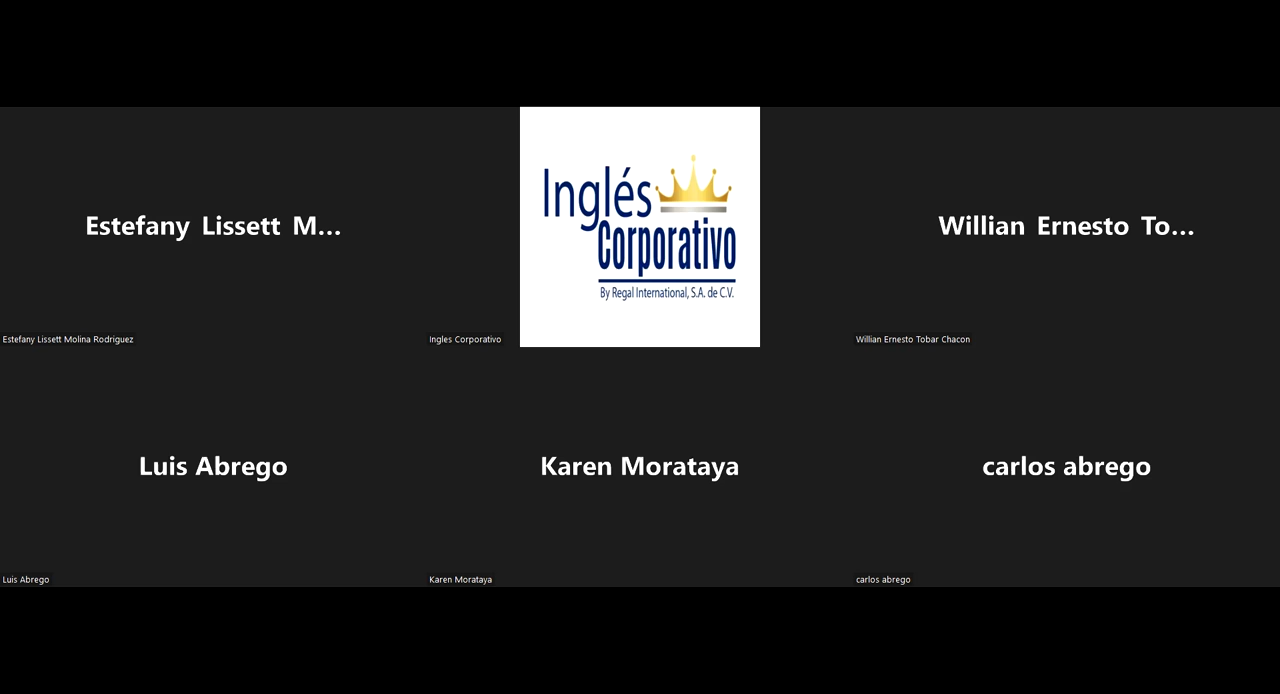 Estefany Lissett M...
Estefany Lissett Molina Rodriguez
Inglés
Corporativo
By Regal International, S.A. de C.V.
Ingles Corporativo
Willian Ernesto To...
Willian Ernesto Tobar Chacon
Luis Abrego
Luis Abrego
Karen Morataya
Karen Morataya
carlos abrego
carlos abrego